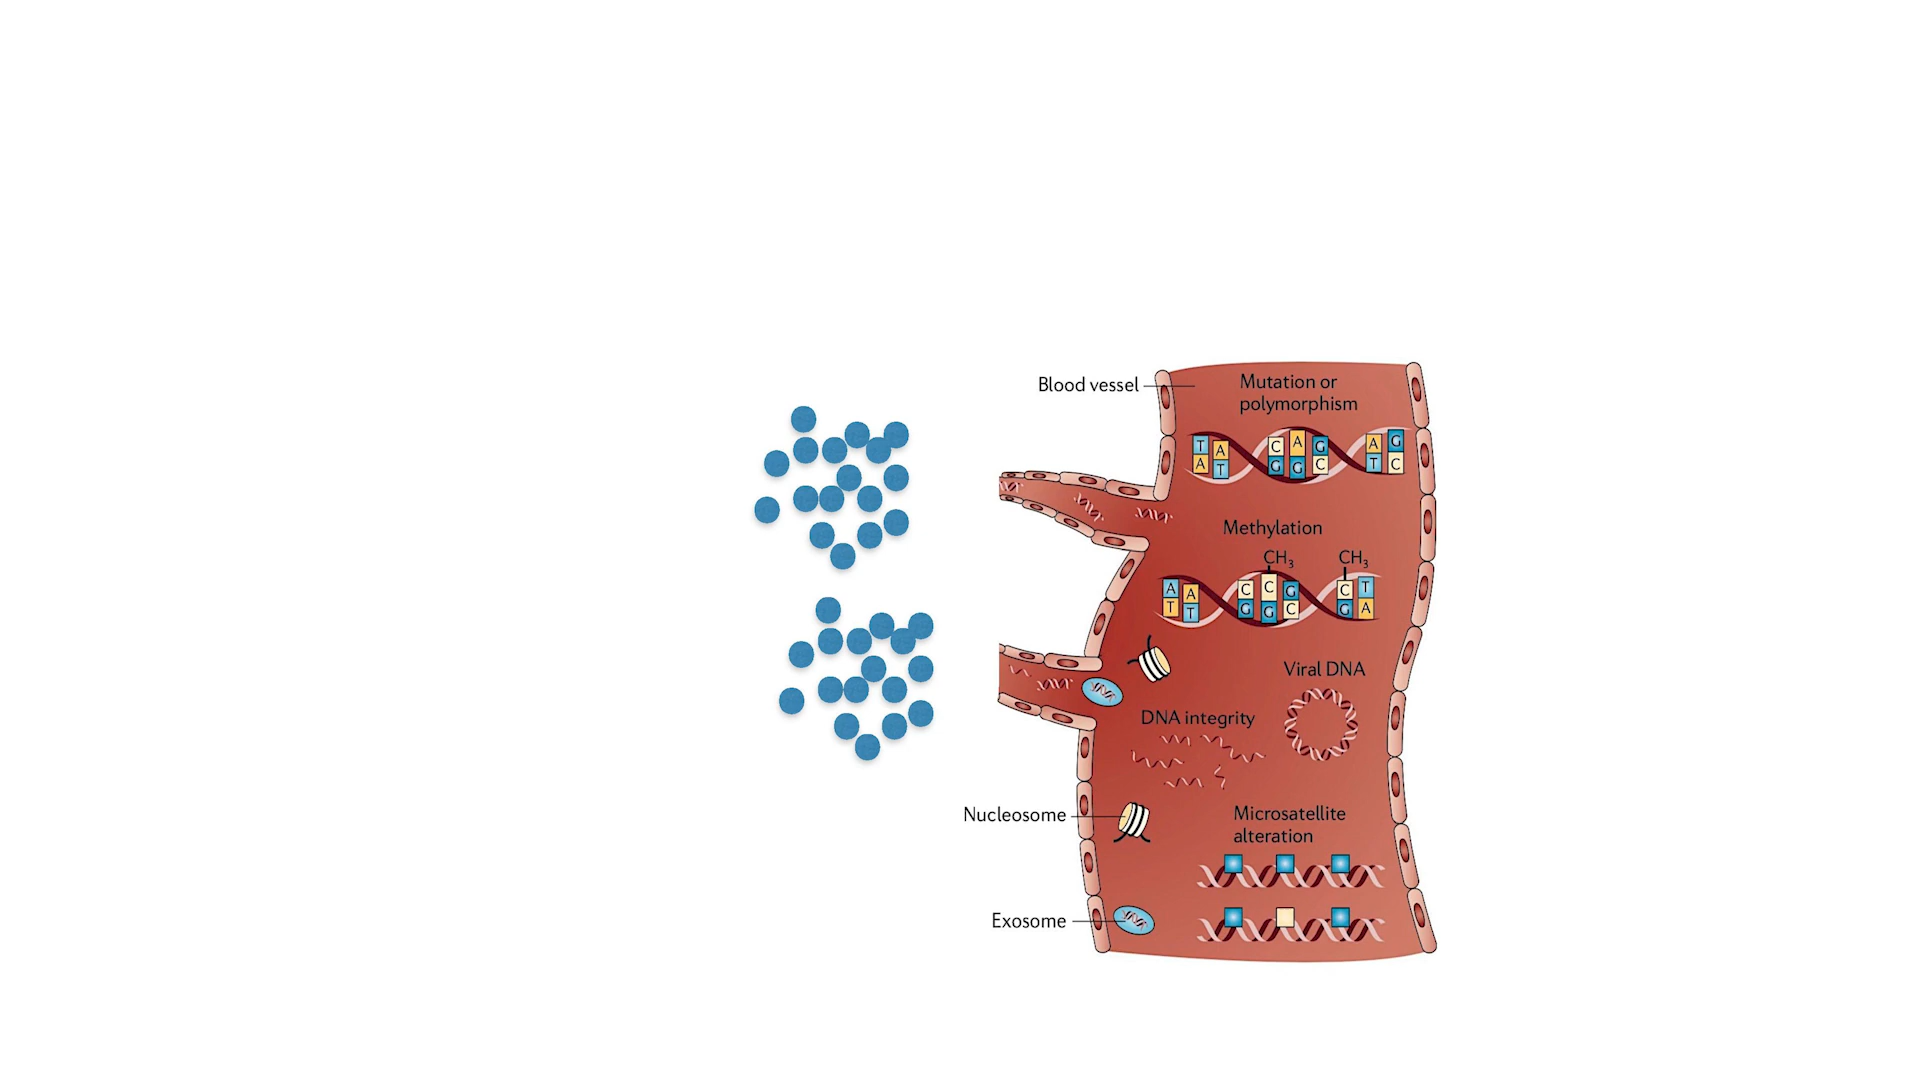 Blood vessel
Mutation or
polymorphism
T A C A G A G
A T G G C T C
Methylation
CH3 CH3
A A C C G C T
T T G G C G A
Viral DNA
DNA integrity
Nucleosome
Microsatellite
alteration
Exosome